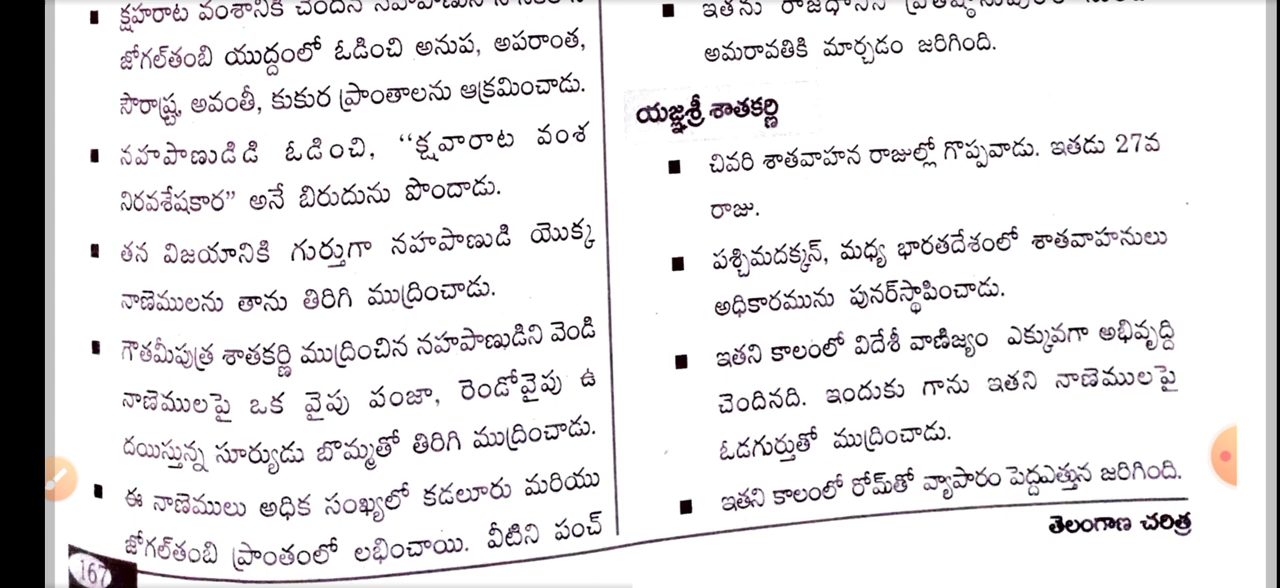 క్షహరాట వంశానికి చెందిన
జోగల్‌తంబి యుద్దంలో ఓడించి అనుప, అపరాంత,
సౌరాష్ట్ర, అవంతీ, కుకుర ప్రాంతాలను ఆక్రమించాడు.
నహపాణుడిడి ఓడించి, “క్షవారాట వంశ
నిరవశేషకార” అనే బిరుదును పొందాడు.
తన విజయానికి గుర్తుగా నహపాణుడి యొక్క
నాణెములను తాను తిరిగి ముద్రించాడు.
గౌతమీపుత్ర శాతకర్ణి ముద్రించిన నహపాణుడిని వెండి
నాణెములపై ఒక వైపు పంజా, రెండోవైపు ఉ
దయిస్తున్న సూర్యుడు బొమ్మతో తిరిగి ముద్రించాడు.
ఈ నాణెములు అధిక సంఖ్యలో కడలూరు మరియు
జోగల్‌తంబి ప్రాంతంలో లభించాయి. వీటిని పంచ్
167
ఇతను రాజధానిని
అమరావతికి మార్చడం జరిగింది.
యజ్ఞశ్రీ శాతకర్ణి
చివరి శాతవాహన రాజుల్లో గొప్పవాడు. ఇతడు 27వ
రాజు.
పశ్చిమదక్కన్, మధ్య భారతదేశంలో శాతవాహనులు
అధికారమును పునర్‌స్థాపించాడు.
ఇతని కాలంలో విదేశీ వాణిజ్యం ఎక్కువగా అభివృద్ది
చెందినది. ఇందుకు గాను ఇతని నాణెములపై
ఓడగుర్తుతో ముద్రించాడు.
ఇతని కాలంలో రోమ్‌తో వ్యాపారం పెద్దఎత్తున జరిగింది.
తెలంగాణ చరిత్ర